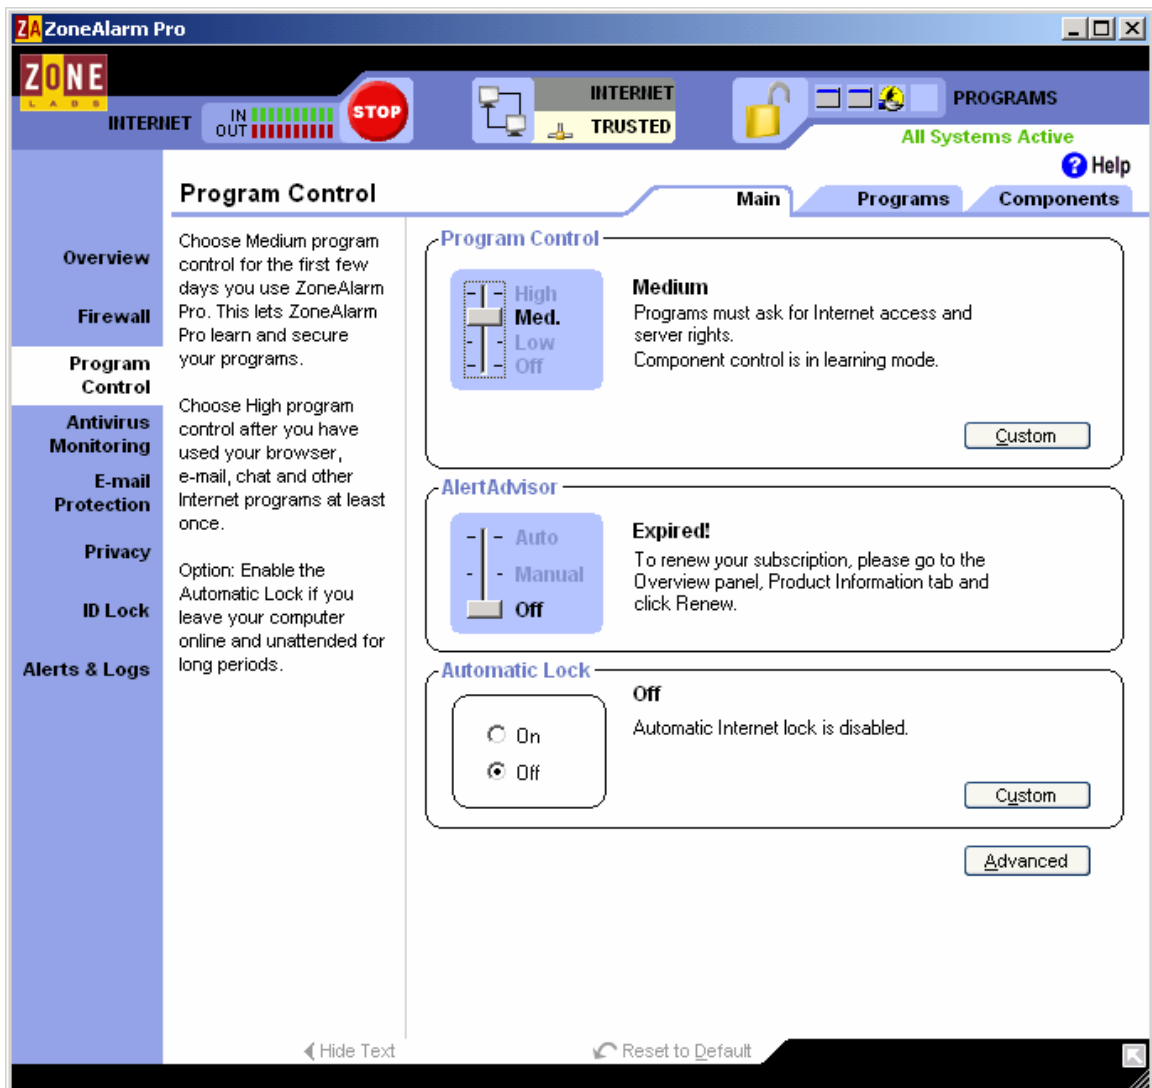 ZA ZoneAlarm Pro
ZONE
LABS
INTERNET
IN
OUT
STOP
INTERNET
TRUSTED
PROGRAMS
All Systems Active
? Help
Program Control
Main
Programs
Components
Overview
Firewall
Program
Control
Antivirus
Monitoring
E-mail
Protection
Privacy
ID Lock
Alerts & Logs
Choose Medium program
control for the first few
days you use ZoneAlarm
Pro. This lets ZoneAlarm
Pro learn and secure
your programs.
Choose High program
control after you have
used your browser,
e-mail, chat and other
Internet programs at least
once.
Option: Enable the
Automatic Lock if you
leave your computer
online and unattended for
long periods.
Program Control
High
Med.
Low
Off
Medium
Programs must ask for Internet access and
server rights.
Component control is in learning mode.
Custom
AlertAdvisor
Auto
Manual
Off
Expired!
To renew your subscription, please go to the
Overview panel, Product Information tab and
click Renew.
Automatic Lock
On
Off
Off
Automatic Internet lock is disabled.
Custom
Advanced
Hide Text
Reset to Default